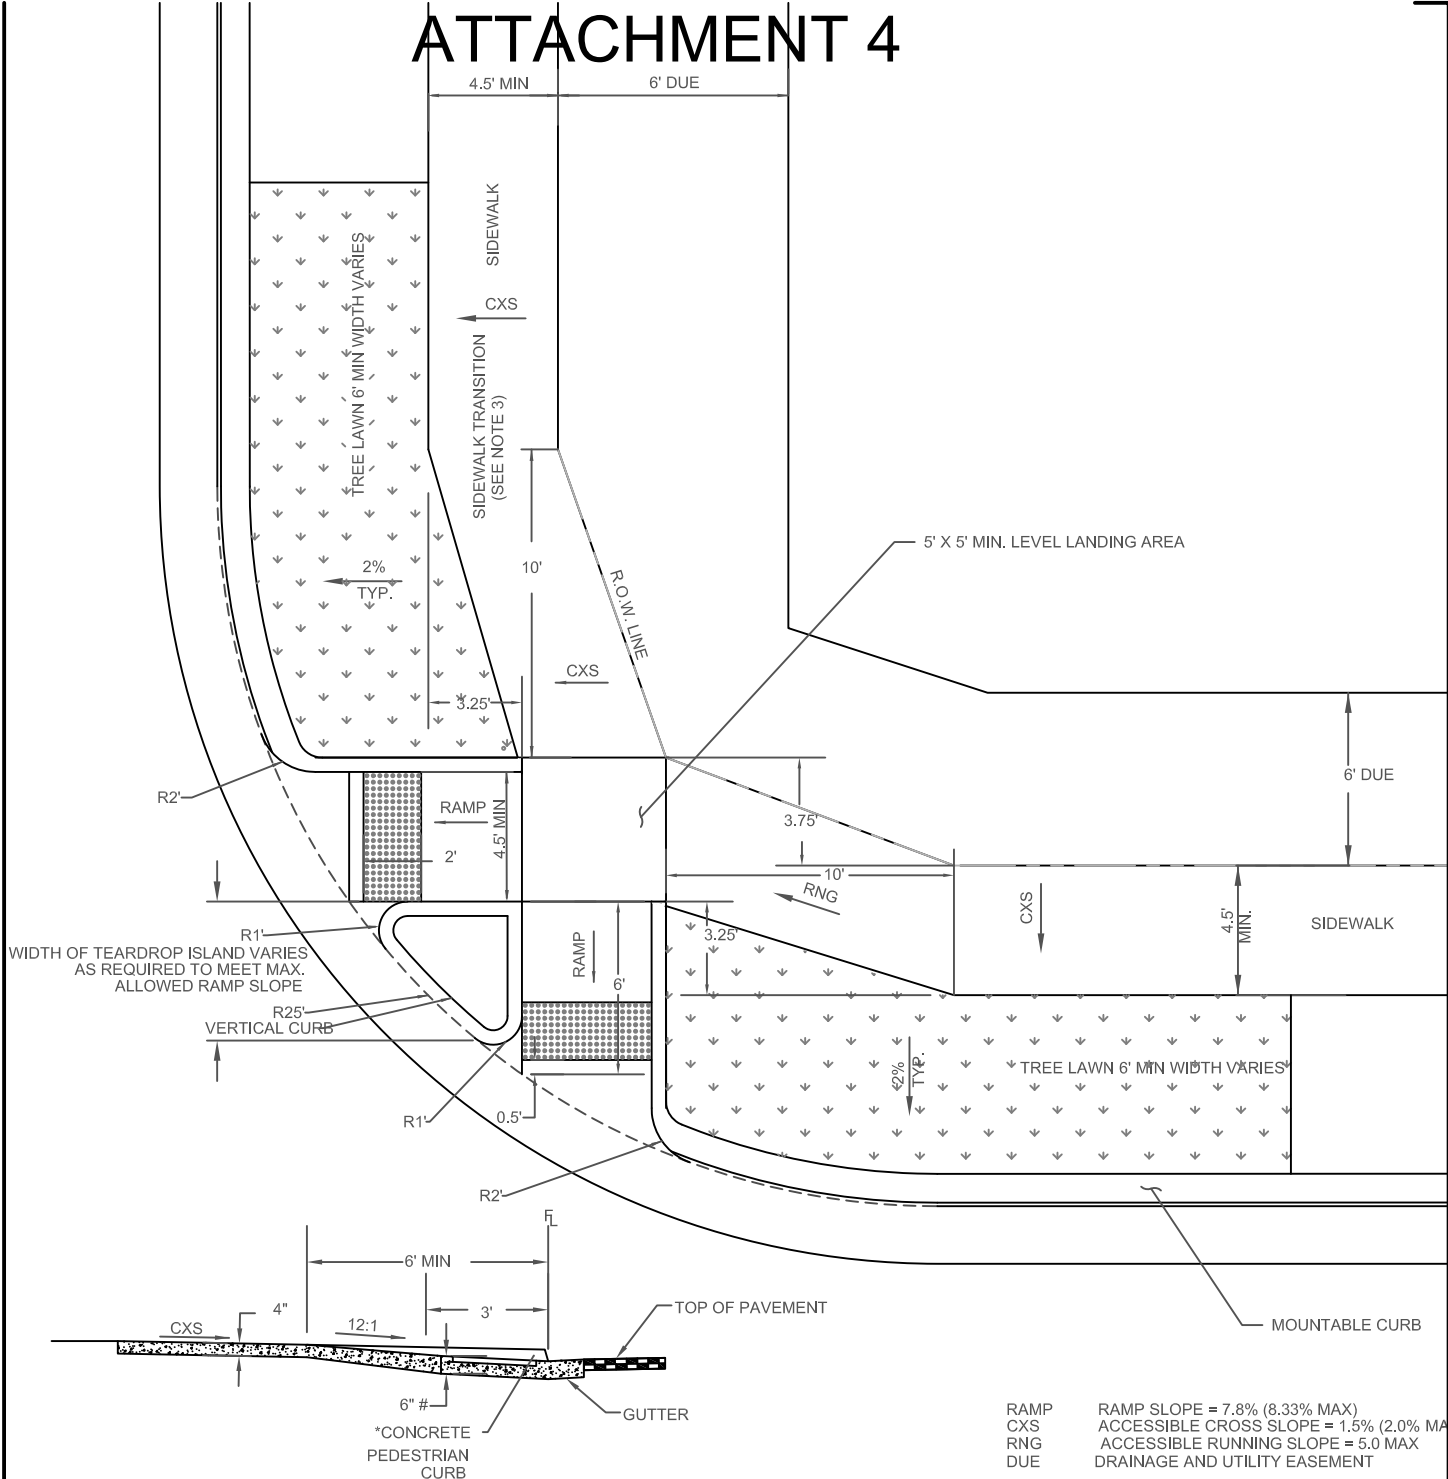 ATTACHMENT 4
4.5' MIN
6' DUE
SIDEWALK
TREE LAWN 6' MIN WIDTH VARIES
CXS
SIDEWALK TRANSITION
(SEE NOTE 3)
5' X 5' MIN. LEVEL LANDING AREA
10'
2%
TYP.
R.O.W. LINE
CXS
3.25'
6' DUE
R2'
RAMP
4.5' MIN
3.75'
2'
10'
RNG
CXS
4.5'
MIN.
SIDEWALK
R1'
3.25'
WIDTH OF TEARDROP ISLAND VARIES
AS REQUIRED TO MEET MAX.
ALLOWED RAMP SLOPE
RAMP
6'
R25'
VERTICAL CURB
2%
TYP.
TREE LAWN 6' MIN WIDTH VARIES
R1'
0.5'
R2'
FL
6' MIN
4"
3'
CXS
12:1
TOP OF PAVEMENT
MOUNTABLE CURB
6" #
GUTTER
*CONCRETE
PEDESTRIAN
CURB
RAMP RAMP SLOPE = 7.8% (8.33% MAX)
CXS ACCESSIBLE CROSS SLOPE = 1.5% (2.0% MA
RNG ACCESSIBLE RUNNING SLOPE = 5.0 MAX
DUE DRAINAGE AND UTILITY EASEMENT